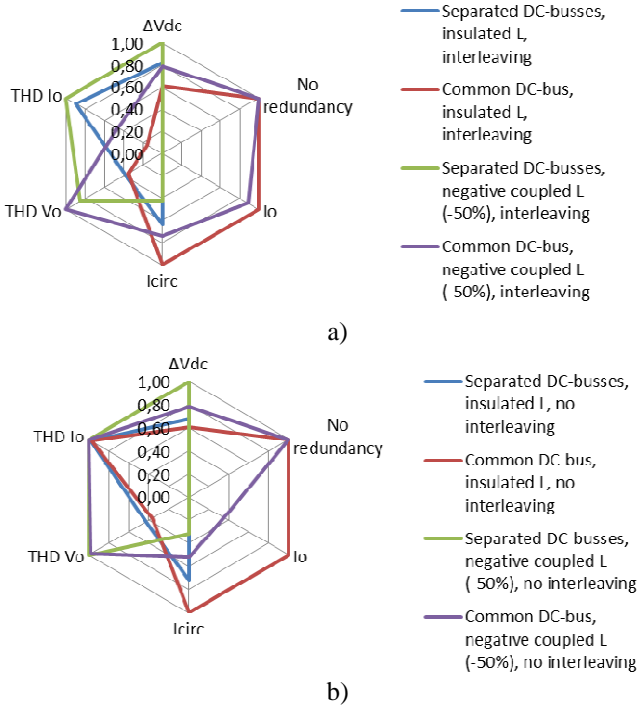 ΔVdc
1,00
0,80
0,60
0,40
0,20
0,00
No
redundancy
Io
Icirc
THD Vo
THD Io
Separated DC-busses,
insulated L,
interleaving
Common DC-bus,
insulated L,
interleaving
Separated DC-busses,
negative coupled L
(-50%), interleaving
Common DC-bus,
negative coupled L
( 50%), interleaving
a)
ΔVdc
1,00
0,80
0,60
0,40
0,20
0,00
No
redundancy
Io
Icirc
THD Vo
THD Io
Separated DC-busses,
insulated L, no
interleaving
Common DC bus,
insulated L, no
interleaving
Separated DC busses,
negative coupled L
( 50%), no interleaving
Common DC-bus,
negative coupled L
(-50%), no interleaving
b)